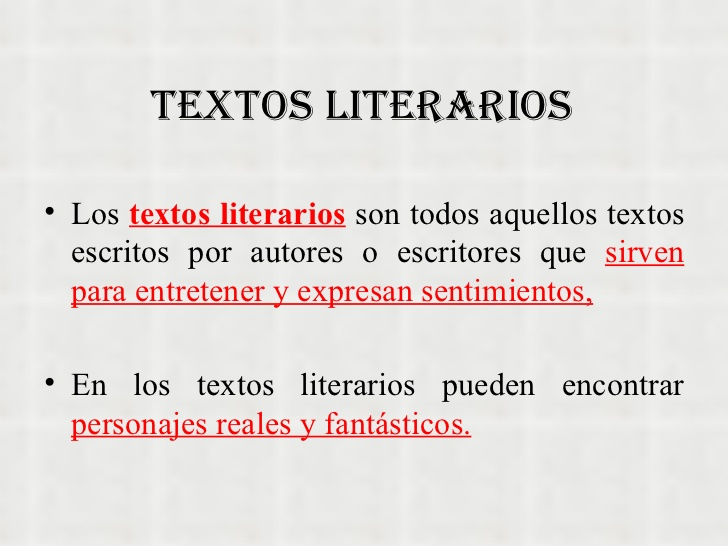 TEXTOS LITERARIOS
• Los textos literarios son todos aquellos textos
escritos por autores o escritores que sirven
para entretener y expresan sentimientos,
• En los textos literarios pueden encontrar
personajes reales y fantásticos.